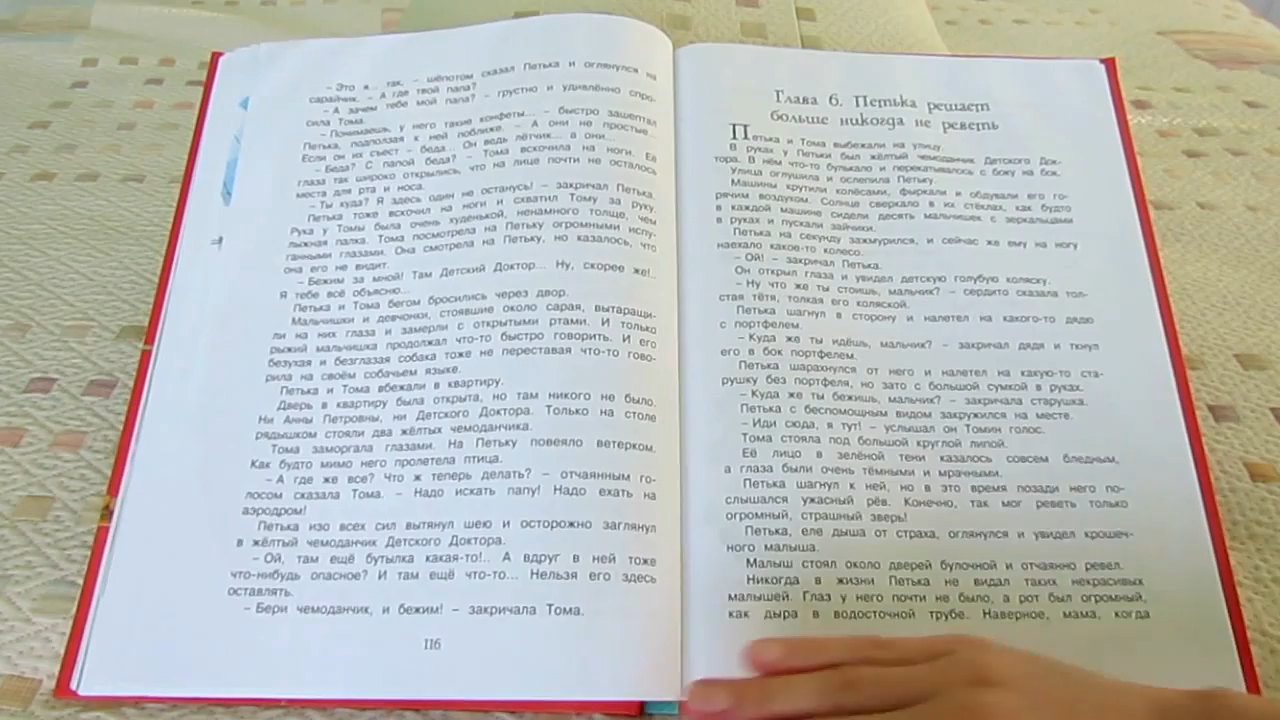 – Это я... так, – шёпотом сказал Петька и оглянулся на
сарайчик. – А где твой папа?
– А зачем тебе мой папа? – грустно и удивлённо спро-
сила Тома.
– Понимаешь, у него такие конфеты... – быстро зашептал
Петька, подползая к ней поближе. – А они не простые...
Если он их съест – беда... Он ведь лётчик... а они...
– Беда? С папой беда? – Тома вскочила на ноги. Её
глаза так широко открылись, что на лице почти не осталось
места для рта и носа.
– Ты куда? Я здесь один не останусь! – закричал Петька.
Петька тоже вскочил на ноги и схватил Тому за руку.
Рука у Томы была очень худенькой, ненамного толще, чем
лыжная палка. Тома посмотрела на Петьку огромными испу-
ганными глазами. Она смотрела на Петьку, но казалось, что
она его не видит.
– Бежим за мной! Там Детский Доктор... Ну, скорее же!..
Я тебе всё объясню...
Петька и Тома бегом бросились через двор.
Мальчишки и девчонки, стоявшие около сарая, вытаращи-
ли на них глаза и замерли с открытыми ртами. И только
рыжий мальчишка продолжал что-то быстро говорить. И его
безухая и безглазая собака тоже не переставая что-то гово-
рила на своём собачьем языке.
Петька и Тома вбежали в квартиру.
Дверь в квартиру была открыта, но там никого не было.
Ни Анны Петровны, ни Детского Доктора. Только на столе
рядышком стояли два жёлтых чемоданчика.
Тома заморгала глазами. На Петьку повеяло ветерком.
Как будто мимо него пролетела птица.
– А где же все? Что ж теперь делать? – отчаянным го-
лосом сказала Тома. – Надо искать папу! Надо ехать на
аэродром!
Петька изо всех сил вытянул шею и осторожно заглянул
в жёлтый чемоданчик Детского Доктора.
– Ой, там ещё бутылка какая-то!.. А вдруг в ней тоже
что-нибудь опасное? И там ещё что-то... Нельзя его здесь
оставлять.
– Бери чемоданчик, и бежим! – закричала Тома.
116
Глава 6. Петька решает
больше никогда не реветь
Петька и Тома выбежали на улицу.
В руках у Петьки был жёлтый чемоданчик Детского Док-
тора. В нём что-то булькало и перекатывалось с боку на бок.
Улица оглушила и ослепила Петьку.
Машины крутили колёсами, фыркали и обдували его го-
рячим воздухом. Солнце сверкало в их стёклах, как будто
в каждой машине сидели десять мальчишек с зеркальцами
в руках и пускали зайчики.
Петька на секунду зажмурился, и сейчас же ему на ногу
наехало какое-то колесо.
– Ой! – закричал Петька.
Он открыл глаза и увидел детскую голубую коляску.
– Ну что же ты стоишь, мальчик? – сердито сказала тол-
стая тётя, толкая его коляской.
Петька шагнул в сторону и налетел на какого-то дядю
с портфелем.
– Куда же ты идёшь, мальчик? – закричал дядя и ткнул
его в бок портфелем.
Петька шарахнулся от него и налетел на какую-то ста-
рушку без портфеля, но зато с большой сумкой в руках.
– Куда же ты бежишь, мальчик? – закричала старушка.
Петька с беспомощным видом закружился на месте.
– Иди сюда, я тут! – услышал он Томин голос.
Тома стояла под большой круглой липой.
Её лицо в зелёной тени казалось совсем бледным,
а глаза были очень тёмными и мрачными.
Петька шагнул к ней, но в это время позади него по-
слышался ужасный рёв. Конечно, так мог реветь только
огромный, страшный зверь!
Петька, еле дыша от страха, оглянулся и увидел крошеч-
ного малыша.
Малыш стоял около дверей булочной и отчаянно ревел.
Никогда в жизни Петька не видал таких некрасивых
малышей. Глаз у него почти не было, а рот был огромный,
как дыра в водосточной трубе. Наверное, мама, когда